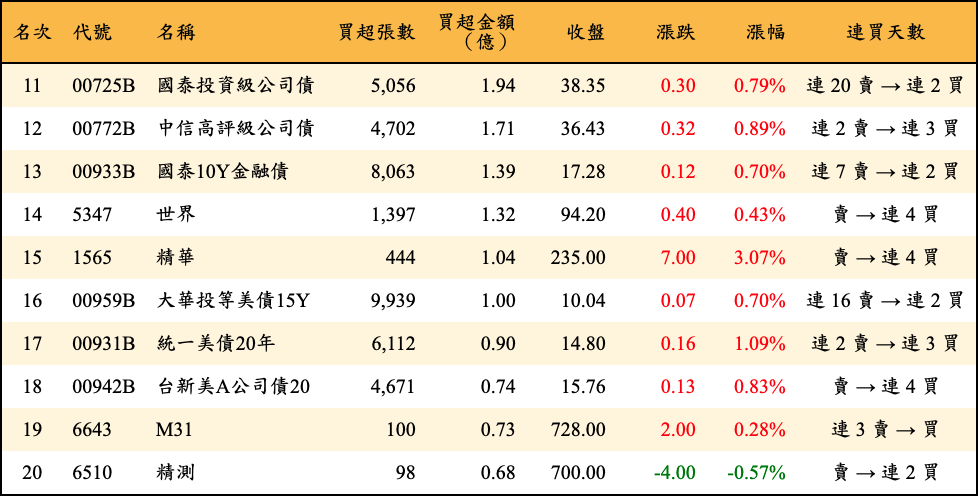 名次 代號 名稱 買超張數 買超金額（億） 收盤 漲跌 漲幅 連買天數
11 00725B 國泰投資級公司債 5,056 1.94 38.35 0.30 0.79% 連 20 賣 → 連 2 買
12 00772B 中信高評級公司債 4,702 1.71 36.43 0.32 0.89% 連 2 賣 → 連 3 買
13 00933B 國泰10Y金融債 8,063 1.39 17.28 0.12 0.70% 連 7 賣 → 連 2 買
14 5347 世界 1,397 1.32 94.20 0.40 0.43% 賣 → 連 4 買
15 1565 精華 444 1.04 235.00 7.00 3.07% 賣 → 連 4 買
16 00959B 大華投等美債15Y 9,939 1.00 10.04 0.07 0.70% 連 16 賣 → 連 2 買
17 00931B 統一美債20年 6,112 0.90 14.80 0.16 1.09% 連 2 賣 → 連 3 買
18 00942B 台新美A公司債20 4,671 0.74 15.76 0.13 0.83% 賣 → 連 4 買
19 6643 M31 100 0.73 728.00 2.00 0.28% 連 3 賣 → 買
20 6510 精測 98 0.68 700.00 -4.00 -0.57% 賣 → 連 2 買